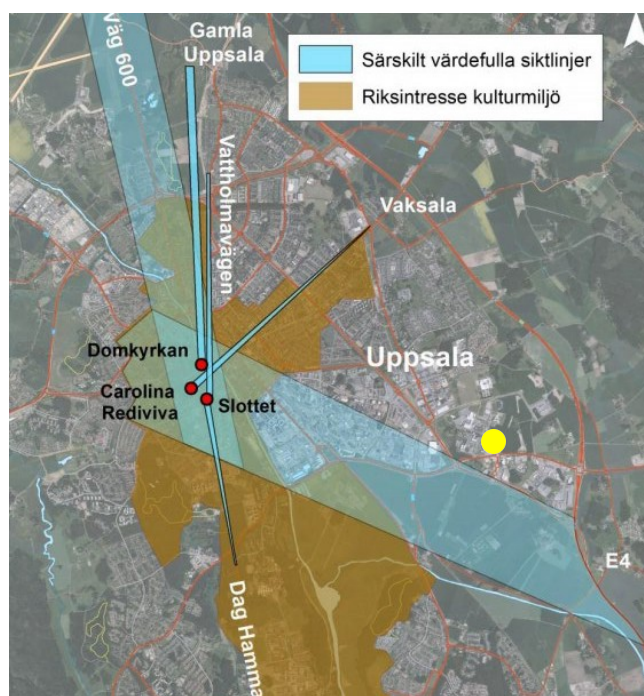 Gamla
Uppsala
Väg 600
Vattholmavägen
Särskilt värdefulla siktlinjer
Riksintresse kulturmiljö
Vaksala
Domkyrkan
Uppsala
Carolina
Rediviva
Slottet
E4
Dag Hamma